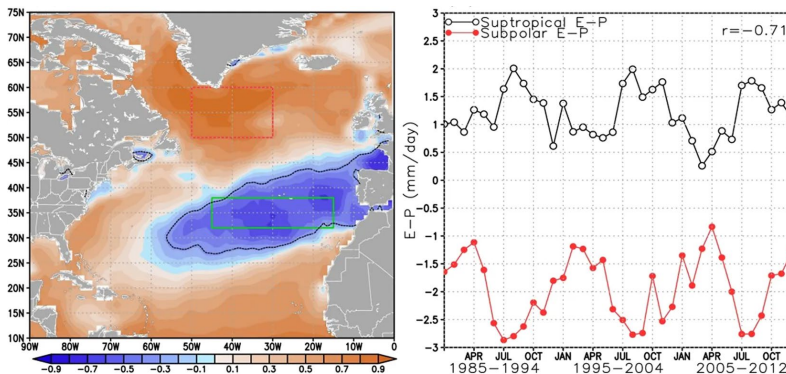 75N
70N
65N
60N
55N
50N
45N
40N
35N
30N
25N
20N
15N
10N
90W 80W 70W 60W 50W 40W 30W 20W 10W 0
−0.9 −0.7 −0.5 −0.3 −0.1 0.1 0.3 0.5 0.7 0.9
Suptropical E−P
Subpolar E−P
r=−0.71
E−P (mm/day)
3
2.5
2
1.5
1
0.5
0
−0.5
−1
−1.5
−2
−2.5
−3
APR JUL OCT JAN APR JUL OCT JAN APR JUL OCT
1985−1994 1995−2004 2005−2012